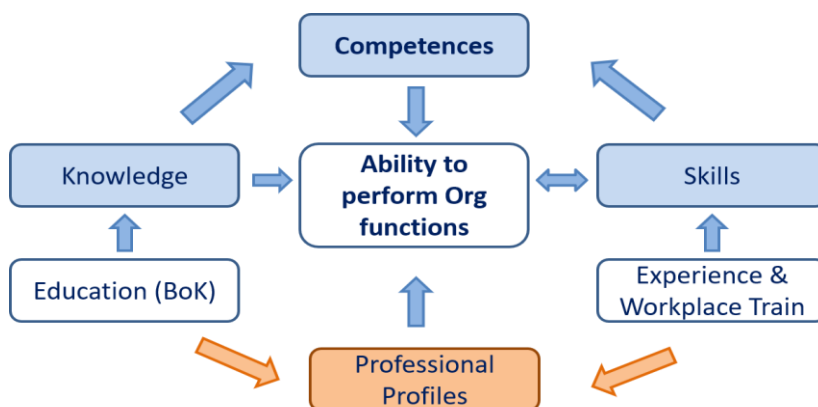 Competences
Knowledge
Ability to
perform Org
functions
Skills
Education (BoK)
Experience &
Workplace Train
Professional
Profiles